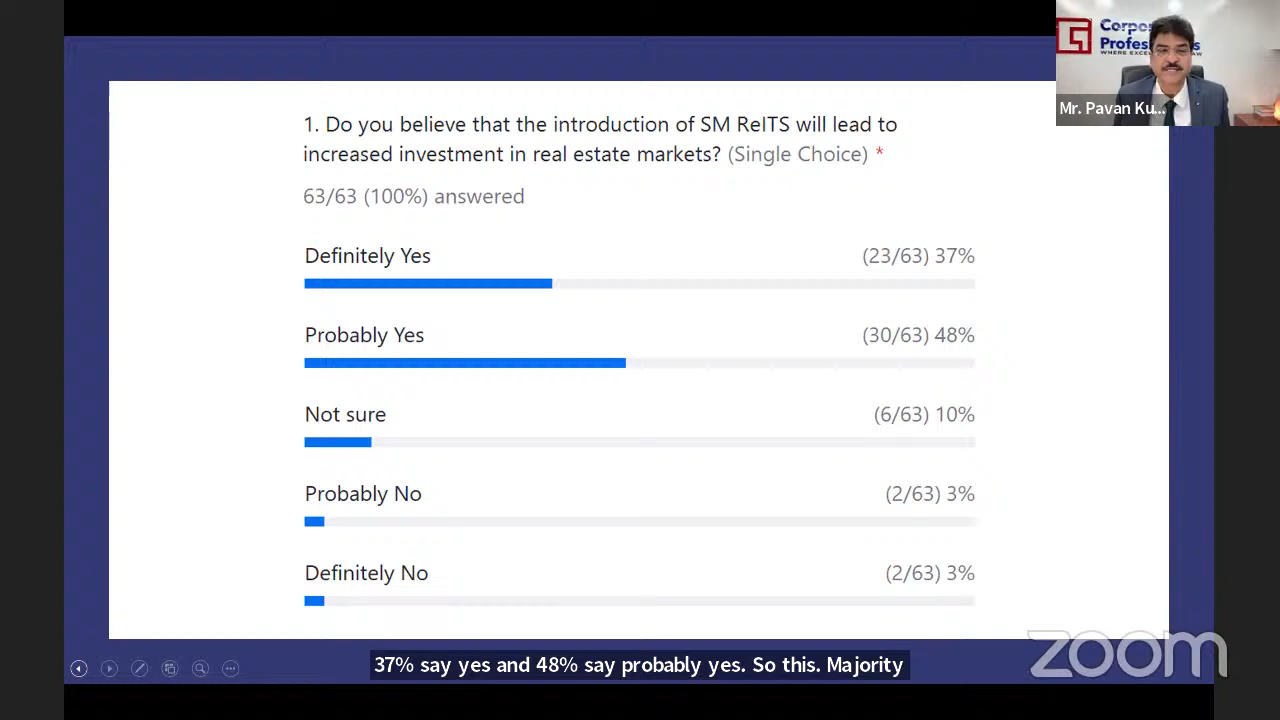 Mr. Pavan Ku...
1. Do you believe that the introduction of SM ReITS will lead to
increased investment in real estate markets? (Single Choice) *
63/63 (100%) answered
Definitely Yes (23/63) 37%
Probably Yes (30/63) 48%
Not sure (6/63) 10%
Probably No (2/63) 3%
Definitely No (2/63) 3%
37% say yes and 48% say probably yes. So this. Majority
zoom